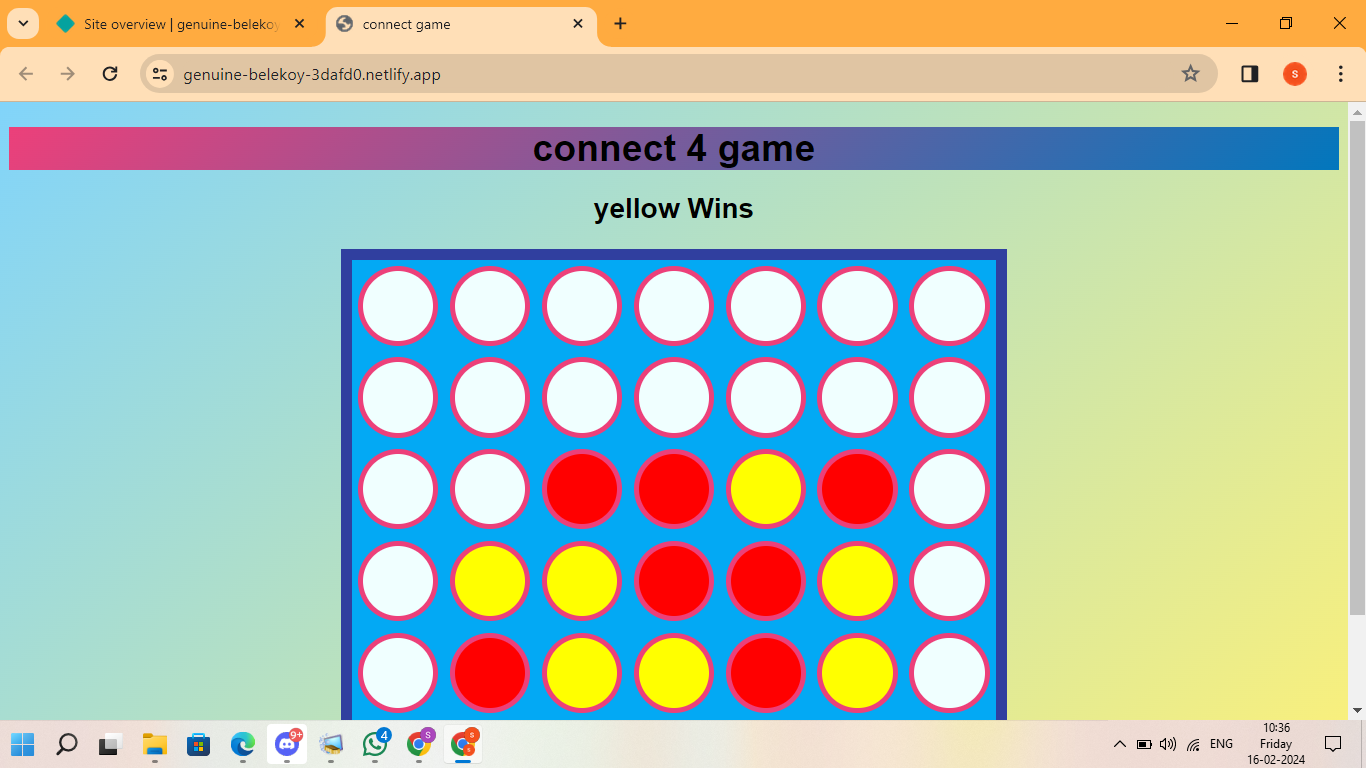 Site overview | genuine-belekoy
connect game
genuine-belekoy-3dafd0.netlify.app
S
connect 4 game
yellow Wins
9+
4
S
S
S
ENG
10:36
Friday
16-02-2024